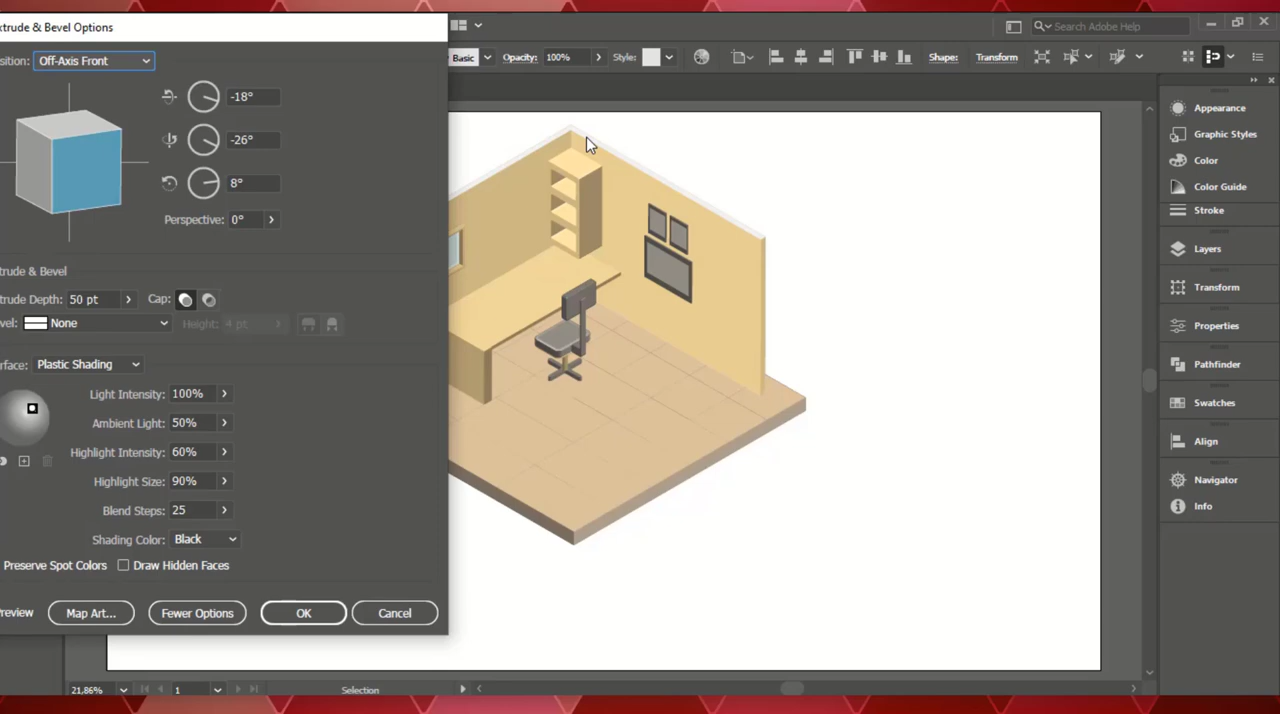 xtrude & Bevel Options
Search Adobe Help
sition: Off-Axis Front
Basic Opacity: 100% Style: Shape: Transform
-18°
-26°
8°
Perspective: 0°
trude & Bevel
trude Depth: 50 pt Cap:
vel: None Height: 4 pt
rface: Plastic Shading
Light Intensity: 100%
Ambient Light: 50%
Highlight Intensity: 60%
Highlight Size: 90%
Blend Steps: 25
Shading Color: Black
Preserve Spot Colors Draw Hidden Faces
review Map Art... Fewer Options OK Cancel
Appearance
Graphic Styles
Color
Color Guide
Stroke
Layers
Transform
Properties
Pathfinder
Swatches
Align
Navigator
Info
21,86% 1 Selection